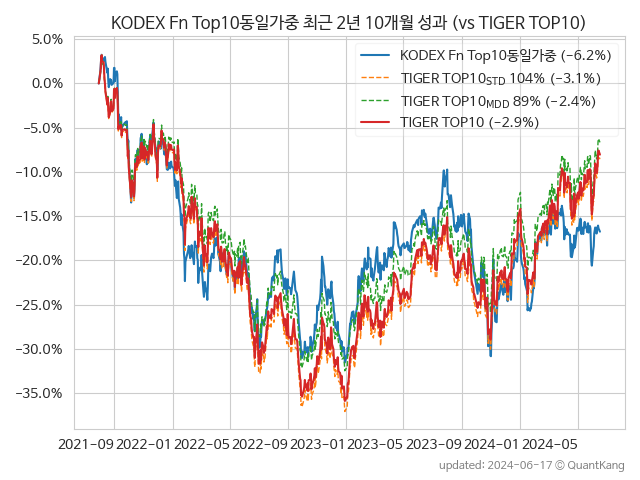 KODEX Fn Top10동일가중 최근 2년 10개월 성과 (vs TIGER TOP10)
KODEX Fn Top10동일가중 (−6.2%)
TIGER TOP10STD 104% (−3.1%)
TIGER TOP10MDD 89% (−2.4%)
TIGER TOP10 (−2.9%)
5.0%
0.0%
−5.0%
−10.0%
−15.0%
−20.0%
−25.0%
−30.0%
−35.0%
2021-09 2022-01 2022-05 2022-09 2023-01 2023-05 2023-09 2024-01 2024-05
updated: 2024-06-17 © QuantKang